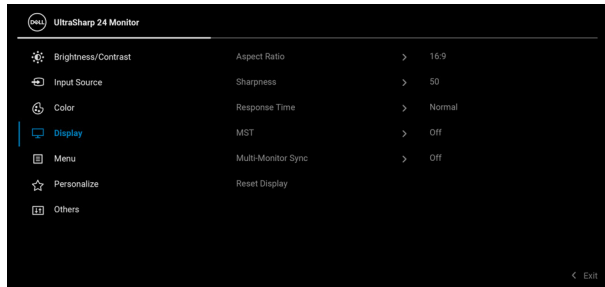 DELL UltraSharp 24 Monitor
Brightness/Contrast Aspect Ratio > 16:9
Input Source Sharpness > 50
Color Response Time > Normal
Display MST > Off
Menu Multi-Monitor Sync > Off
Personalize Reset Display
Others
< Exit